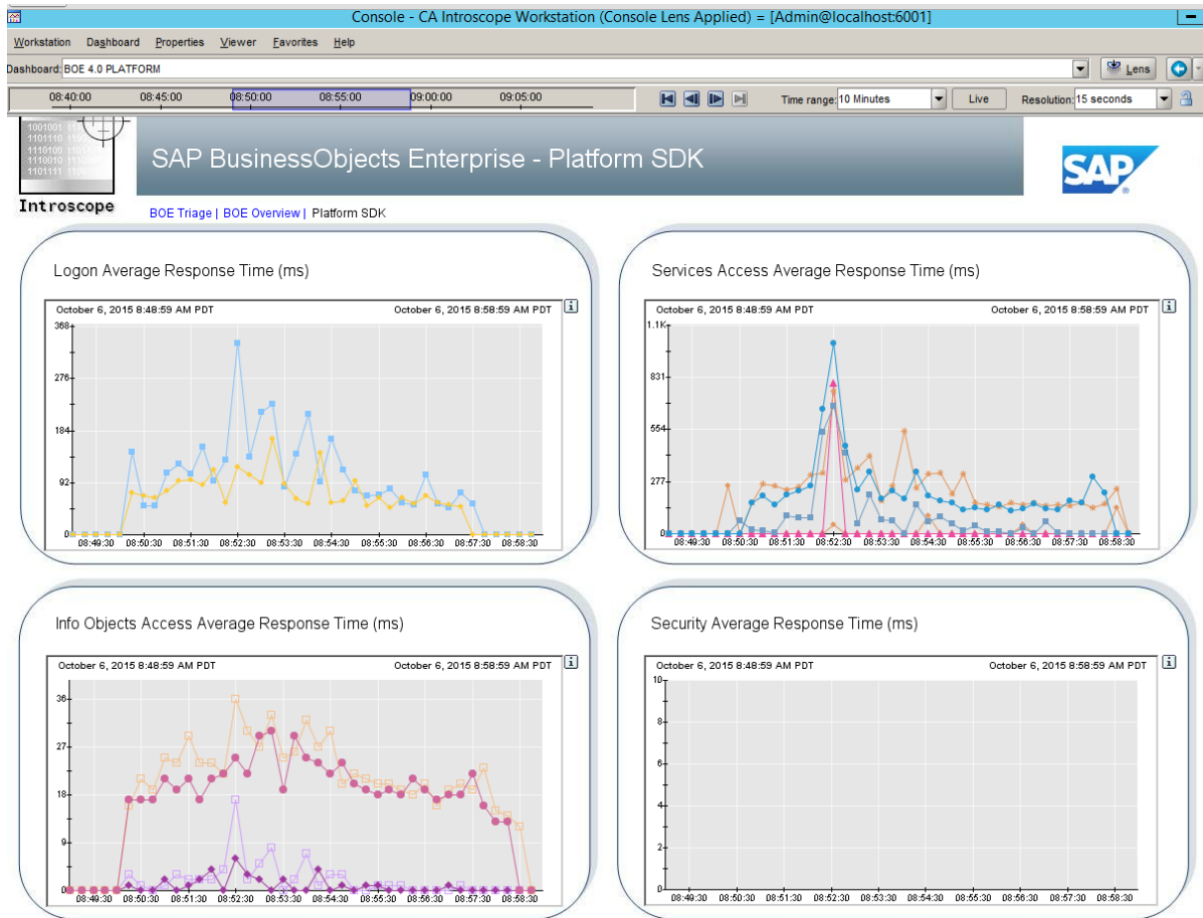 Console - CA Introscope Workstation (Console Lens Applied) = [Admin@localhost:6001]
Workstation Dashboard Properties Viewer Favorites Help
Dashboard: BOE 4.0 PLATFORM Lens
08:40:00 08:45:00 08:50:00 08:55:00 09:00:00 09:05:00 Time range: 10 Minutes Live Resolution: 15 seconds
SAP BusinessObjects Enterprise - Platform SDK
SAP
Introscope
BOE Triage | BOE Overview | Platform SDK
Logon Average Response Time (ms)
October 6, 2015 8:48:59 AM PDT October 6, 2015 8:58:59 AM PDT
368
276
184
92
0
08:49:30 08:50:30 08:51:30 08:52:30 08:53:30 08:54:30 08:55:30 08:56:30 08:57:30 08:58:30
Services Access Average Response Time (ms)
October 6, 2015 8:48:59 AM PDT October 6, 2015 8:58:59 AM PDT
1.1K
831
554
277
0
08:49:30 08:50:30 08:51:30 08:52:30 08:53:30 08:54:30 08:55:30 08:56:30 08:57:30 08:58:30
Info Objects Access Average Response Time (ms)
October 6, 2015 8:48:59 AM PDT October 6, 2015 8:58:59 AM PDT
36
27
18
9
0
08:49:30 08:50:30 08:51:30 08:52:30 08:53:30 08:54:30 08:55:30 08:56:30 08:57:30 08:58:30
Security Average Response Time (ms)
October 6, 2015 8:48:59 AM PDT October 6, 2015 8:58:59 AM PDT
10
8
6
4
2
0
08:49:30 08:50:30 08:51:30 08:52:30 08:53:30 08:54:30 08:55:30 08:56:30 08:57:30 08:58:30